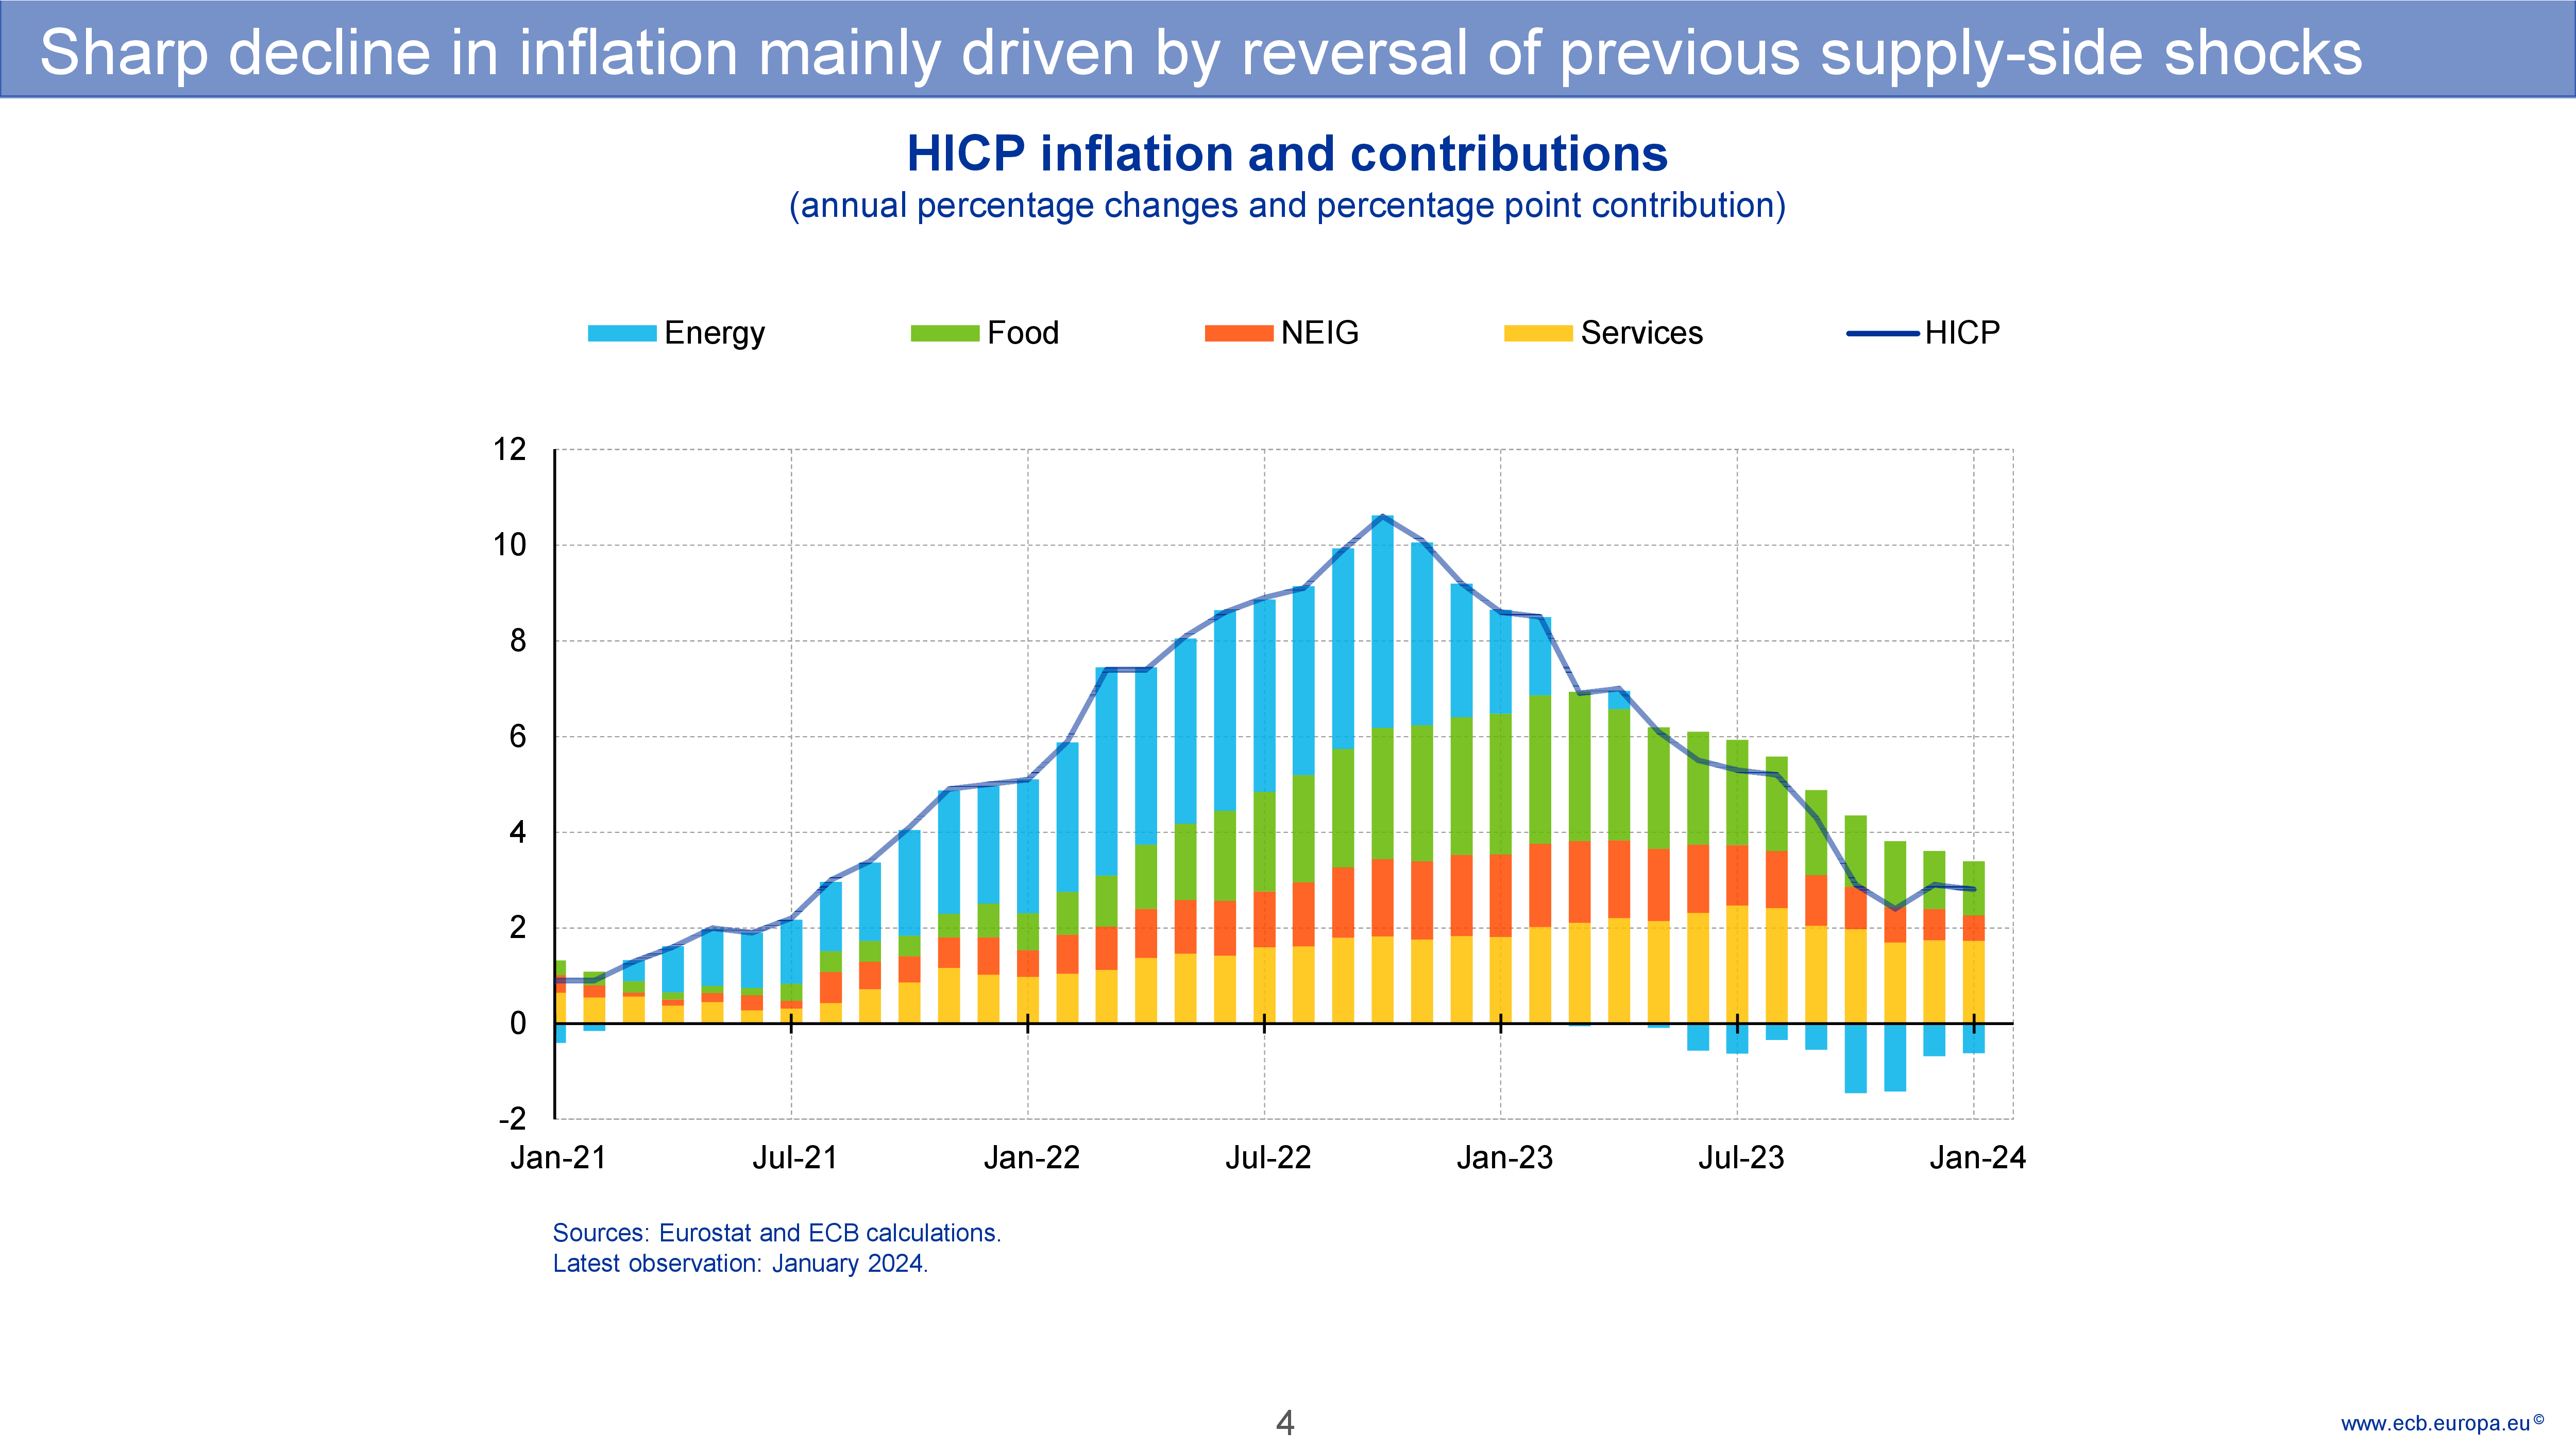 Sharp decline in inflation mainly driven by reversal of previous supply-side shocks
HICP inflation and contributions
(annual percentage changes and percentage point contribution)
Energy Food NEIG Services HICP
12
10
8
6
4
2
0
-2
Jan-21 Jul-21 Jan-22 Jul-22 Jan-23 Jul-23 Jan-24
Sources: Eurostat and ECB calculations.
Latest observation: January 2024.
4
www.ecb.europa.eu©